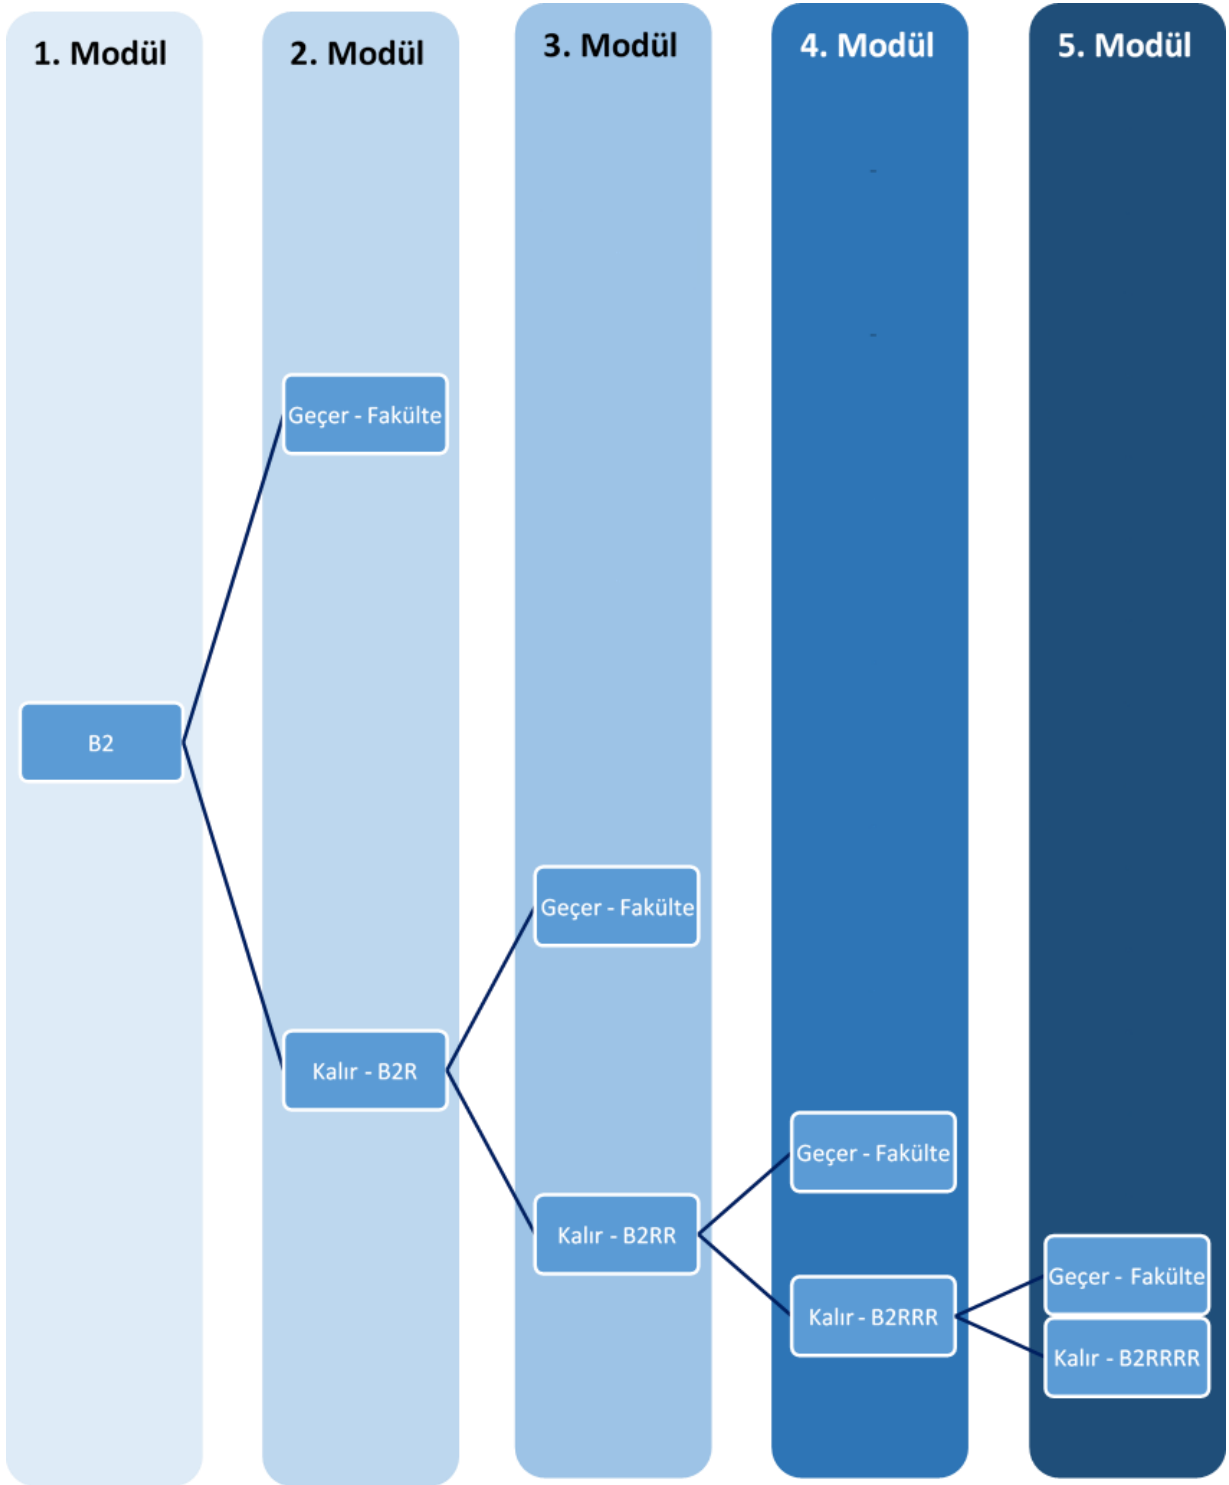 1. Modül
2. Modül
3. Modül
4. Modül
5. Modül
-
-
Geçer - Fakülte
B2
Geçer - Fakülte
Kalır - B2R
Geçer - Fakülte
Kalır - B2RR
Geçer - Fakülte
Kalır - B2RRR
Kalır - B2RRRR